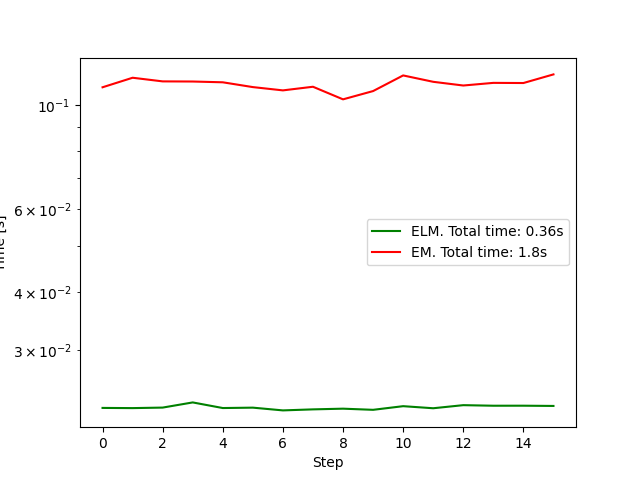 10⁻¹
6 × 10⁻²
4 × 10⁻²
3 × 10⁻²
[s]
ELM. Total time: 0.36s
EM. Total time: 1.8s
0 2 4 6 8 10 12 14
Step